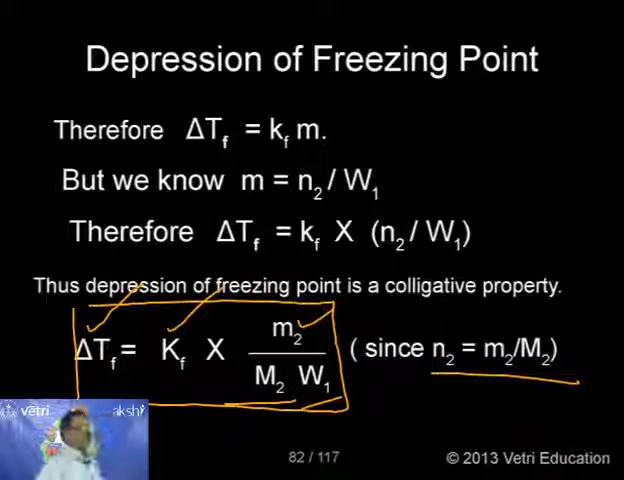 Depression of Freezing Point
Therefore ΔTf = kf m.
But we know m = n2 / W1
Therefore ΔTf = kf X (n2 / W1)
Thus depression of freezing point is a colligative property.
ΔTf = Kf X m2 / M2 W1 ( since n2 = m2/M2)
vetri akshi
82 / 117 © 2013 Vetri Education